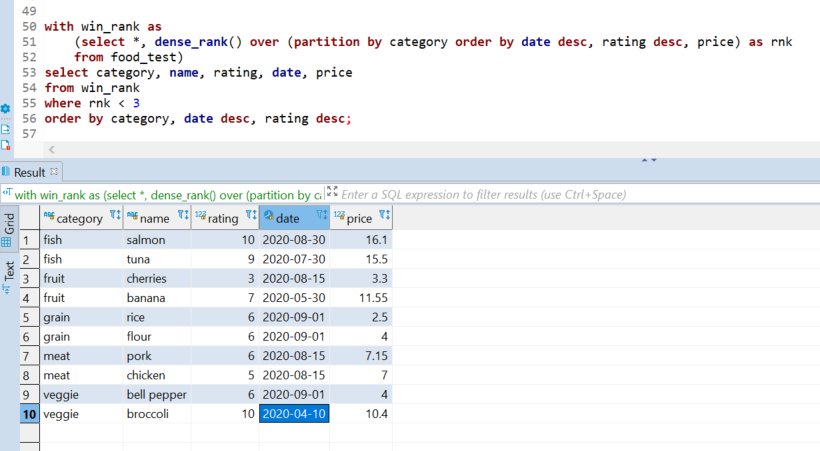 49
50 with win_rank as
51 (select *, dense_rank() over (partition by category order by date desc, rating desc, price) as rnk
52 from food_test)
53 select category, name, rating, date, price
54 from win_rank
55 where rnk < 3
56 order by category, date desc, rating desc;
57
Result
with win_rank as (select *, dense_rank() over (partition by ca
Enter a SQL expression to filter results (use Ctrl+Space)
Grid
Text
category name rating date price
1 fish salmon 10 2020-08-30 16.1
2 fish tuna 9 2020-07-30 15.5
3 fruit cherries 3 2020-08-15 3.3
4 fruit banana 7 2020-05-30 11.55
5 grain rice 6 2020-09-01 2.5
6 grain flour 6 2020-09-01 4
7 meat pork 6 2020-08-15 7.15
8 meat chicken 5 2020-08-15 7
9 veggie bell pepper 6 2020-09-01 4
10 veggie broccoli 10 2020-04-10 10.4